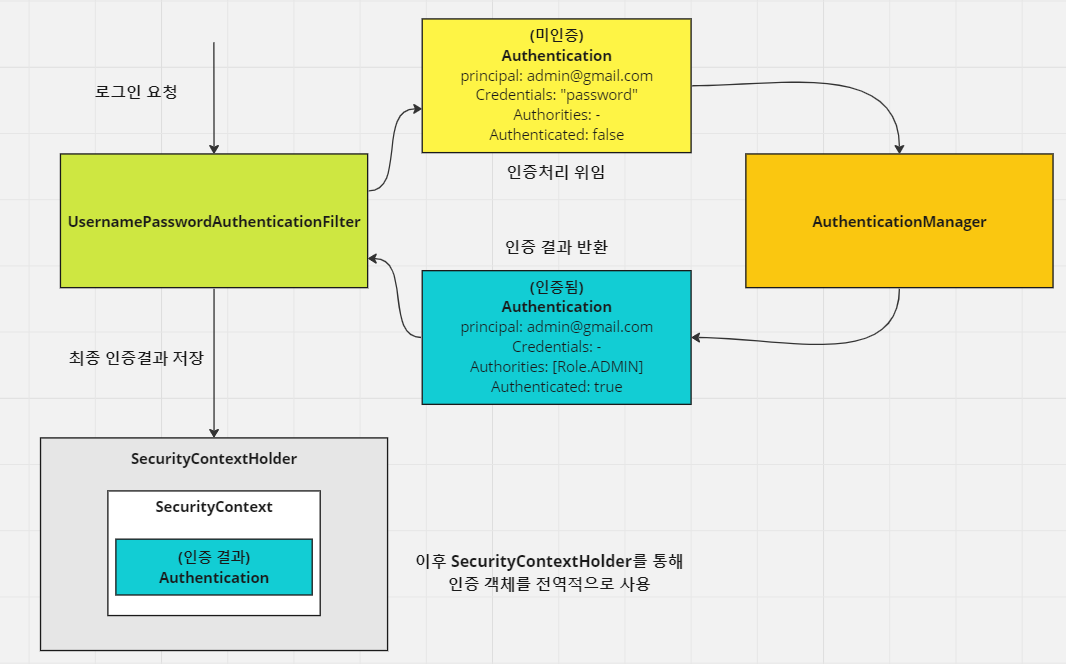 (미인증)
Authentication
principal: admin@gmail.com
Credentials: "password"
Authorities: -
Authenticated: false
로그인 요청
인증처리 위임
UsernamePasswordAuthenticationFilter
AuthenticationManager
인증 결과 반환
(인증됨)
Authentication
principal: admin@gmail.com
Credentials: -
Authorities: [Role.ADMIN]
Authenticated: true
최종 인증결과 저장
SecurityContextHolder
SecurityContext
(인증 결과)
Authentication
이후 SecurityContextHolder를 통해
인증 객체를 전역적으로 사용